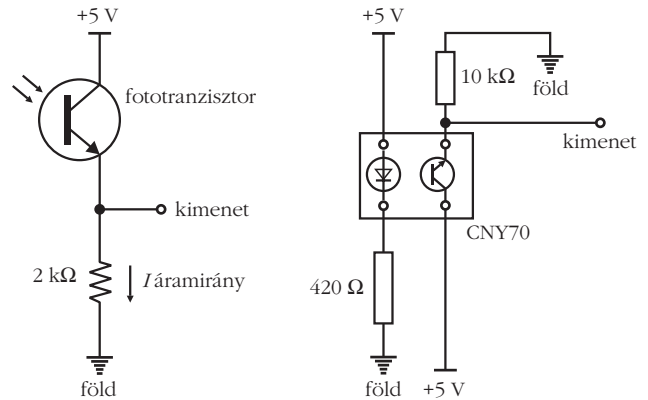 +5 V
fototranzisztor
kimenet
2 kΩ
I áramirány
föld
+5 V
10 kΩ
föld
kimenet
CNY70
420 Ω
föld
+5 V